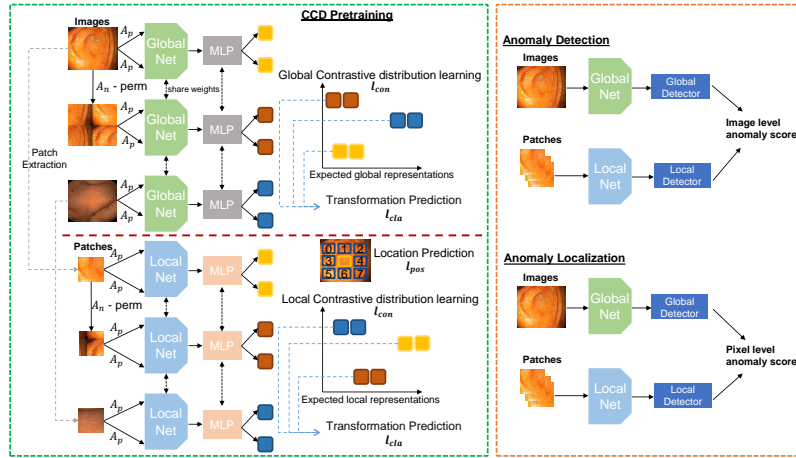 CCD Pretraining
Images
A_p
A_p
Global
Net
MLP
A_n - perm
share weights
Global Contrastive distribution learning
l_con
A_p
A_p
Global
Net
MLP
Patch
Extraction
A_p
A_p
Global
Net
MLP
Expected global representations
Transformation Prediction
l_cla
Patches
A_p
A_p
Local
Net
MLP
0 1 2
3 4
5 6 7
Location Prediction
l_pos
A_n - perm
Local Contrastive distribution learning
l_con
A_p
A_p
Local
Net
MLP
A_p
A_p
Local
Net
MLP
Expected local representations
Transformation Prediction
l_cla
Anomaly Detection
Images
Global
Net
Global
Detector
Image level
anomaly score
Patches
Local
Net
Local
Detector
Anomaly Localization
Images
Global
Net
Global
Detector
Pixel level
anomaly score
Patches
Local
Net
Local
Detector